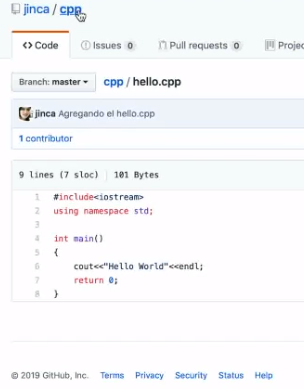 jinca / cpp
Code Issues 0 Pull requests 0 Projec
Branch: master cpp / hello.cpp
jinca Agregando el hello.cpp
1 contributor
9 lines (7 sloc) 101 Bytes
1 #include<iostream>
2 using namespace std;
3
4 int main()
5 {
6 cout<<"Hello World"<<endl;
7 return 0;
8 }
© 2019 GitHub, Inc. Terms Privacy Security Status Help